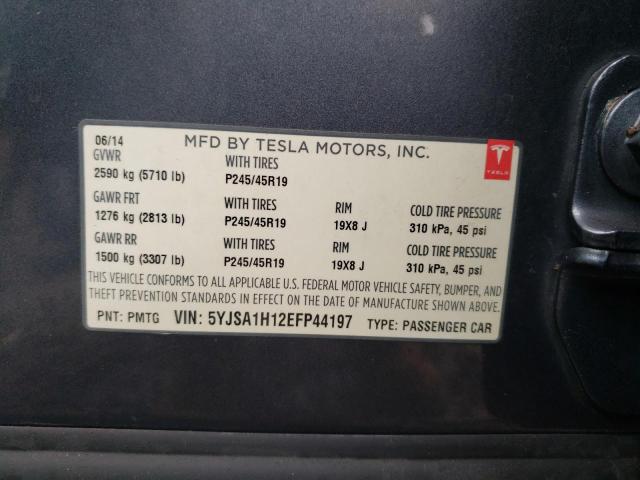 06/14 MFD BY TESLA MOTORS, INC.
GVWR WITH TIRES
2590 kg (5710 lb) P245/45R19
TESLA
GAWR FRT WITH TIRES RIM COLD TIRE PRESSURE
1276 kg (2813 lb) P245/45R19 19X8 J 310 kPa, 45 psi
GAWR RR WITH TIRES RIM COLD TIRE PRESSURE
1500 kg (3307 lb) P245/45R19 19X8 J 310 kPa, 45 psi
THIS VEHICLE CONFORMS TO ALL APPLICABLE U.S. FEDERAL MOTOR VEHICLE SAFETY, BUMPER, AND
THEFT PREVENTION STANDARDS IN EFFECT ON THE DATE OF MANUFACTURE SHOWN ABOVE.
PNT: PMTG VIN: 5YJSA1H12EFP44197 TYPE: PASSENGER CAR